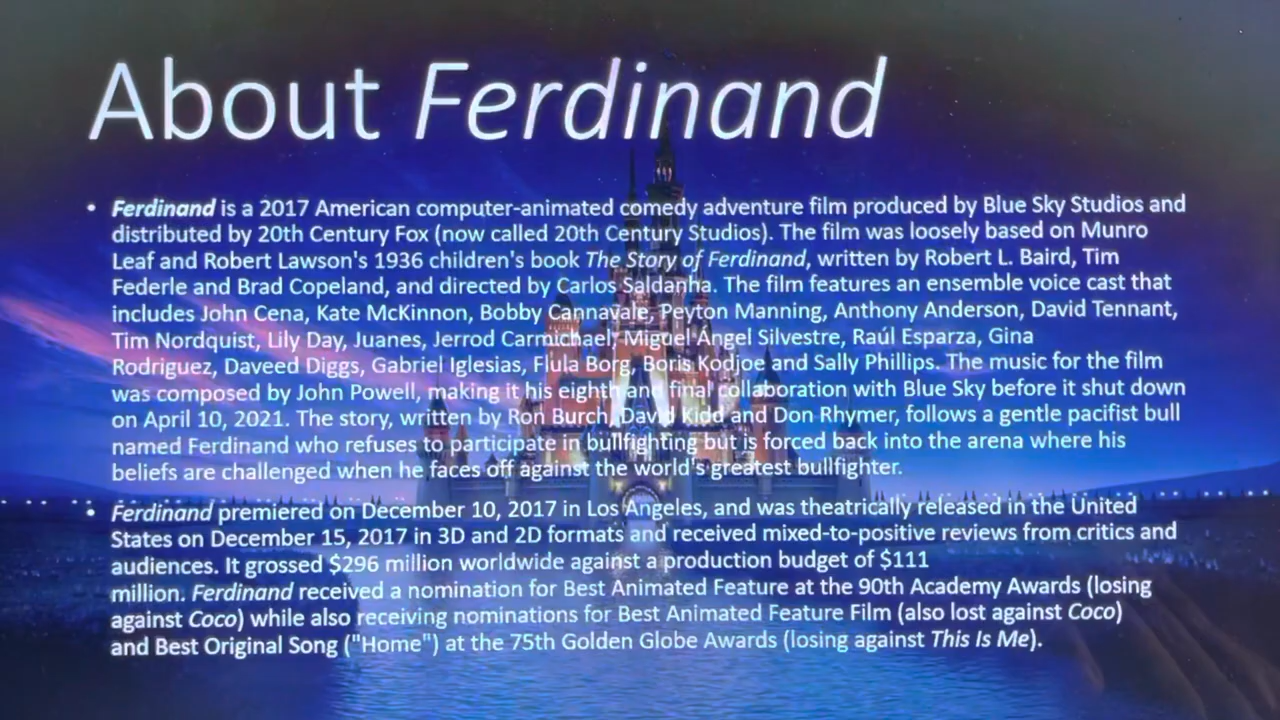 About Ferdinand
• Ferdinand is a 2017 American computer-animated comedy adventure film produced by Blue Sky Studios and
distributed by 20th Century Fox (now called 20th Century Studios). The film was loosely based on Munro
Leaf and Robert Lawson's 1936 children's book The Story of Ferdinand, written by Robert L. Baird, Tim
Federle and Brad Copeland, and directed by Carlos Saldanha. The film features an ensemble voice cast that
includes John Cena, Kate McKinnon, Bobby Cannavale, Peyton Manning, Anthony Anderson, David Tennant,
Tim Nordquist, Lily Day, Juanes, Jerrod Carmichael, Miguel Ángel Silvestre, Raúl Esparza, Gina
Rodriguez, Daveed Diggs, Gabriel Iglesias, Flula Borg, Boris Kodjoe and Sally Phillips. The music for the film
was composed by John Powell, making it his eighth and final collaboration with Blue Sky before it shut down
on April 10, 2021. The story, written by Ron Burch, David Kidd and Don Rhymer, follows a gentle pacifist bull
named Ferdinand who refuses to participate in bullfighting but is forced back into the arena where his
beliefs are challenged when he faces off against the world's greatest bullfighter.
• Ferdinand premiered on December 10, 2017 in Los Angeles, and was theatrically released in the United
States on December 15, 2017 in 3D and 2D formats and received mixed-to-positive reviews from critics and
audiences. It grossed $296 million worldwide against a production budget of $111
million. Ferdinand received a nomination for Best Animated Feature at the 90th Academy Awards (losing
against Coco) while also receiving nominations for Best Animated Feature Film (also lost against Coco)
and Best Original Song ("Home") at the 75th Golden Globe Awards (losing against This Is Me).